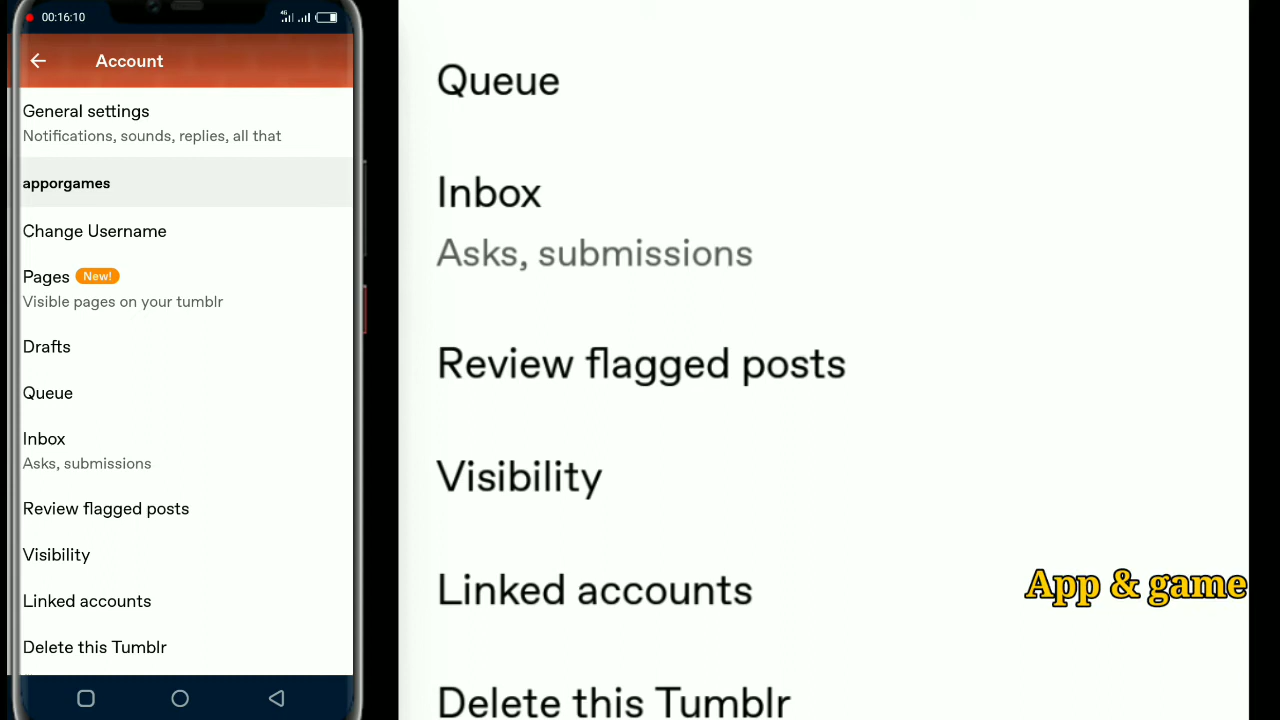 00:16:10
4G
Account
General settings
Notifications, sounds, replies, all that
apporgames
Change Username
Pages New!
Visible pages on your tumblr
Drafts
Queue
Inbox
Asks, submissions
Review flagged posts
Visibility
Linked accounts
Delete this Tumblr
Queue
Inbox
Asks, submissions
Review flagged posts
Visibility
Linked accounts
Delete this Tumblr
App & game